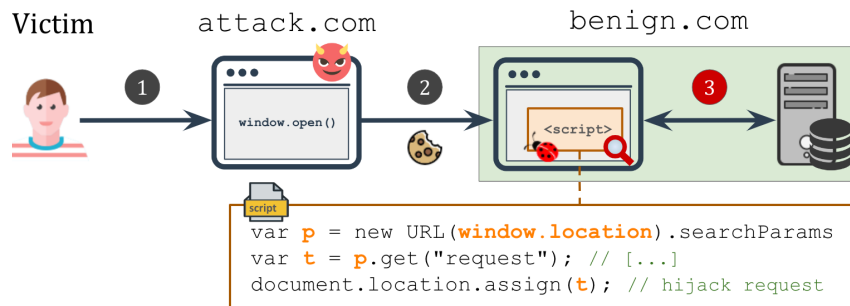 Victim
attack.com
benign.com
1
2
3
window.open()
<script>
script
var p = new URL(window.location).searchParams
var t = p.get("request"); // [...]
document.location.assign(t); // hijack request